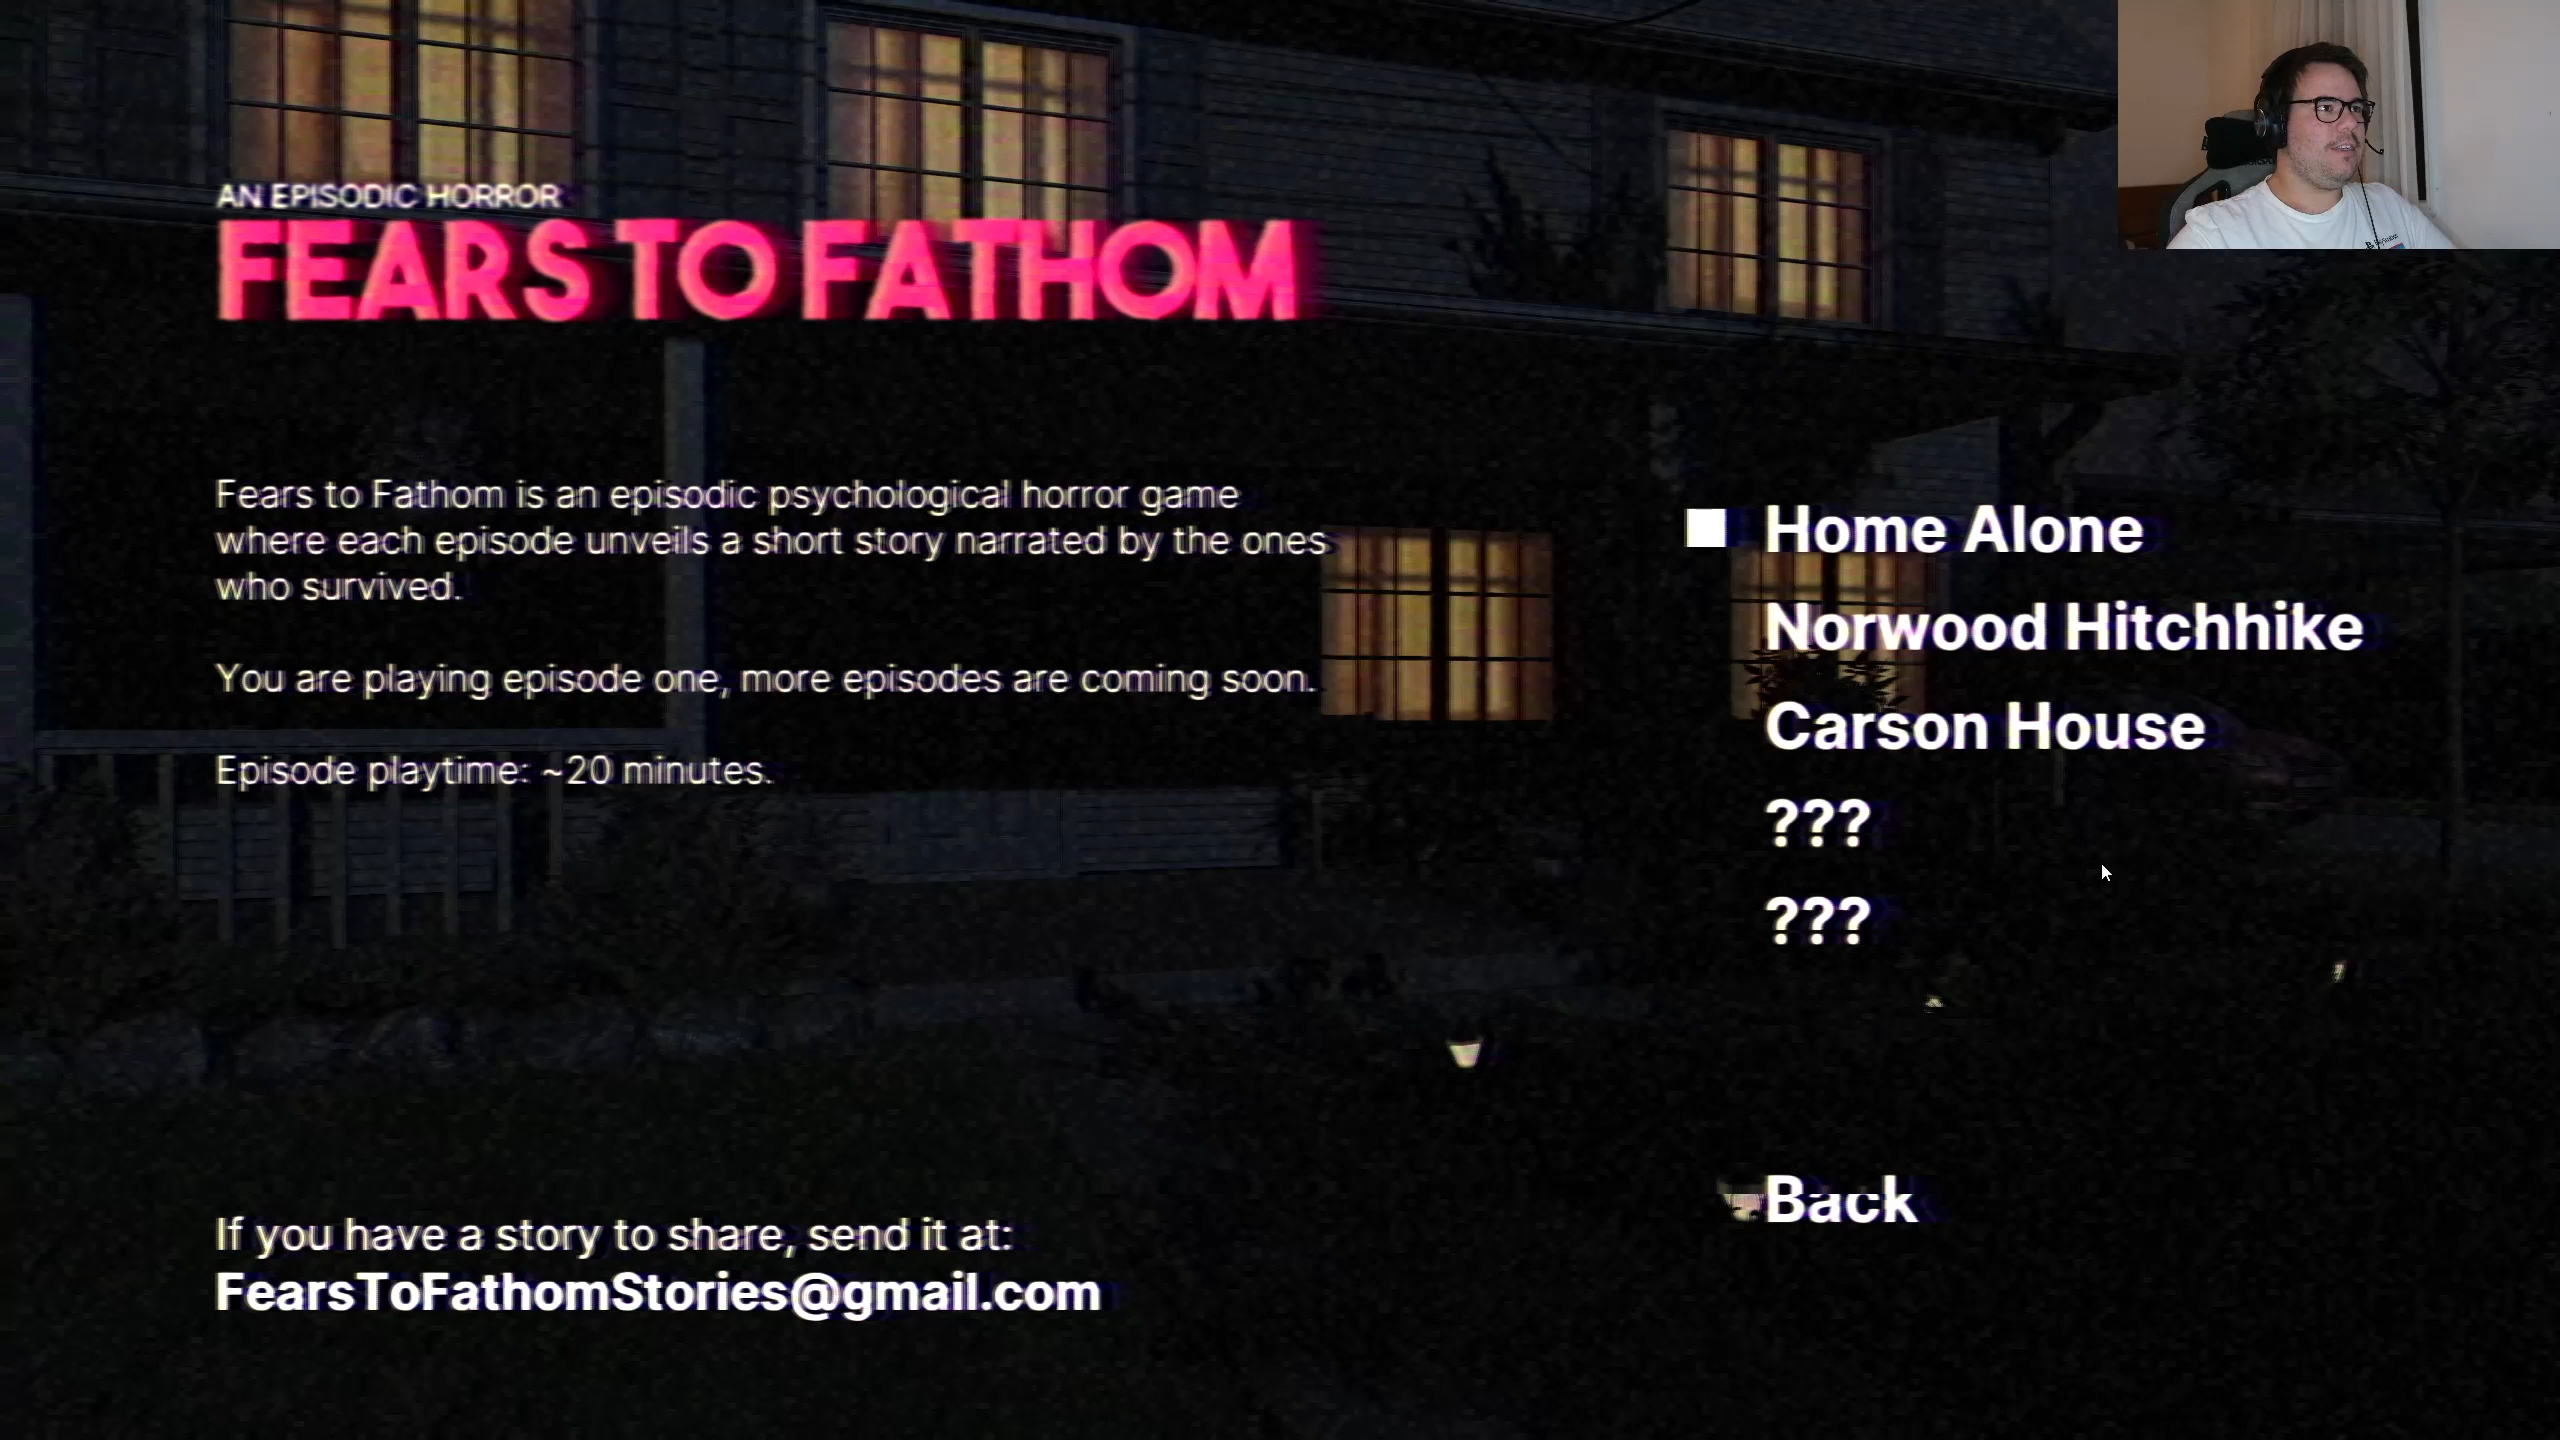 AN EPISODIC HORROR
FEARS TO FATHOM
Fears to Fathom is an episodic psychological horror game
where each episode unveils a short story narrated by the ones
who survived.
You are playing episode one, more episodes are coming soon.
Episode playtime: ~20 minutes.
If you have a story to share, send it at:
FearsToFathomStories@gmail.com
Home Alone
Norwood Hitchhike
Carson House
???
???
Back